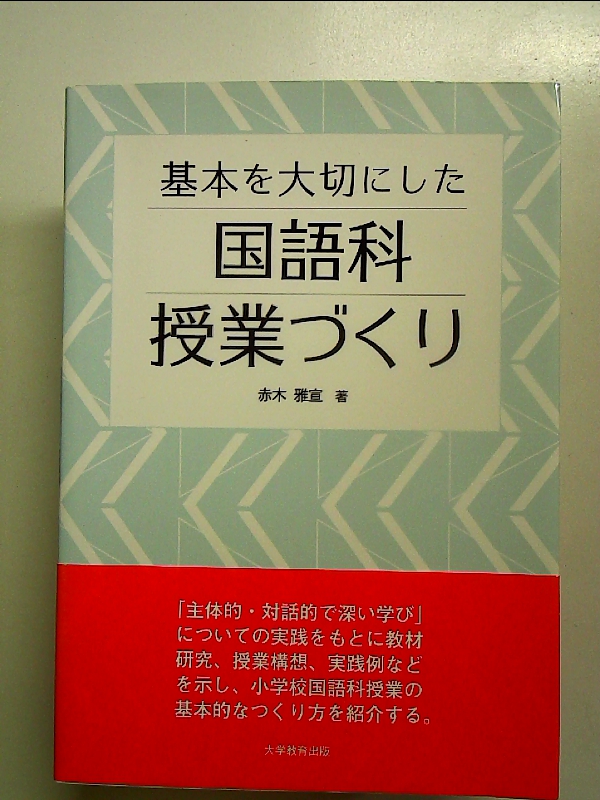 基本を大切にした
国語科
授業づくり
赤木 雅宣 著
「主体的・対話的で深い学び」
についての実践をもとに教材
研究、授業構想、実践例など
を示し、小学校国語科授業の
基本的なつくり方を紹介する。
大学教育出版